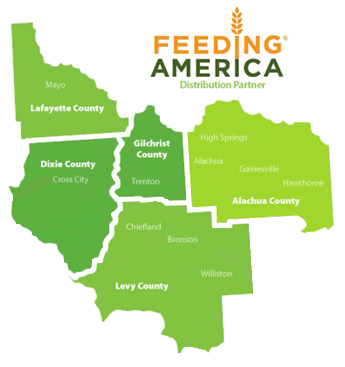 FEEDING®
AMERICA
Distribution Partner
Mayo
Lafayette County
Gilchrist
County
Trenton
Dixie County
Cross City
High Springs
Alachua
Gainesville
Hawthorne
Alachua County
Chiefland
Bronson
Williston
Levy County